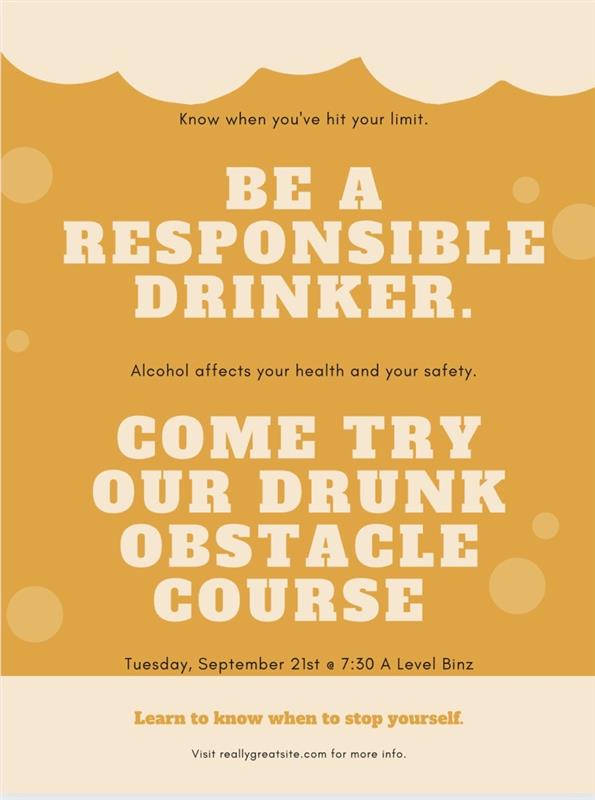 Know when you've hit your limit.
BE A
RESPONSIBLE
DRINKER.
Alcohol affects your health and your safety.
COME TRY
OUR DRUNK
OBSTACLE
COURSE
Tuesday, September 21st @ 7:30 A Level Binz
Learn to know when to stop yourself.
Visit reallygreatsite.com for more info.